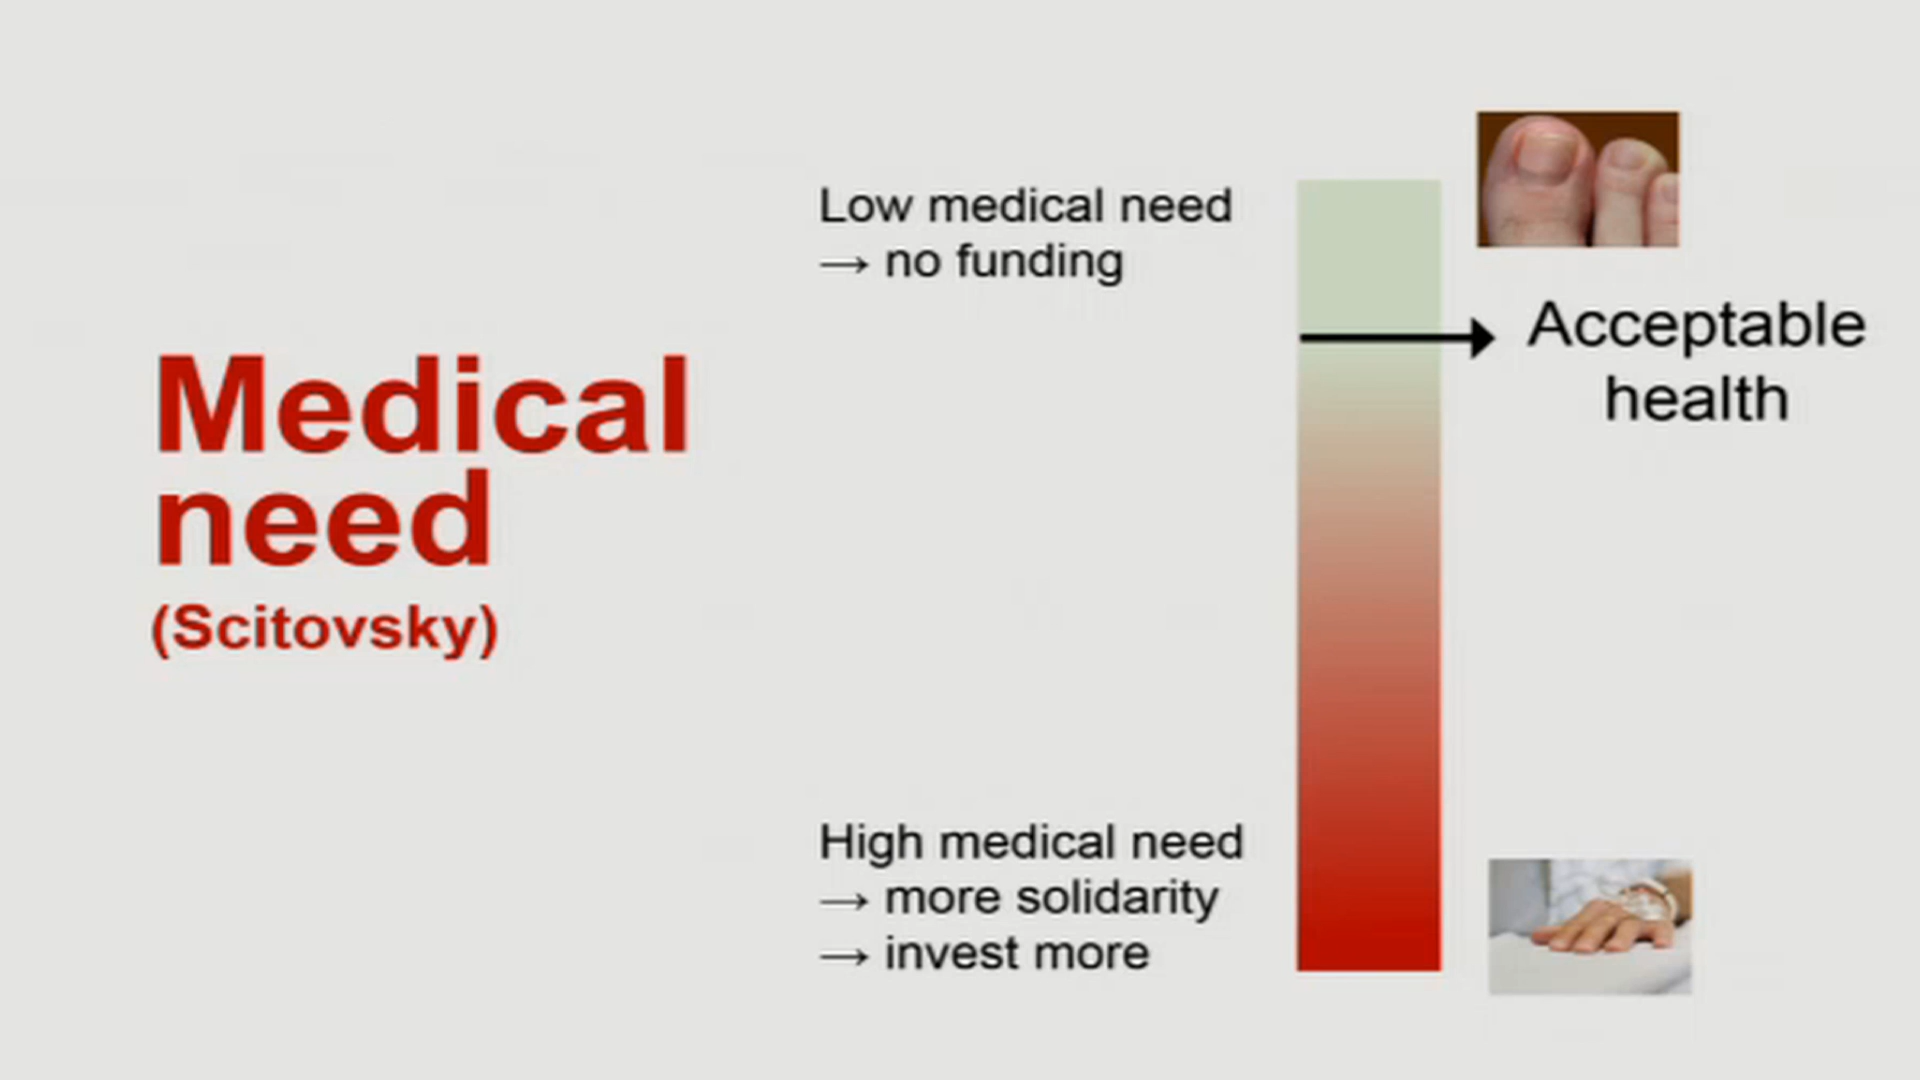 Medical
need
(Scitovsky)
Low medical need
→ no funding
Acceptable
health
High medical need
→ more solidarity
→ invest more